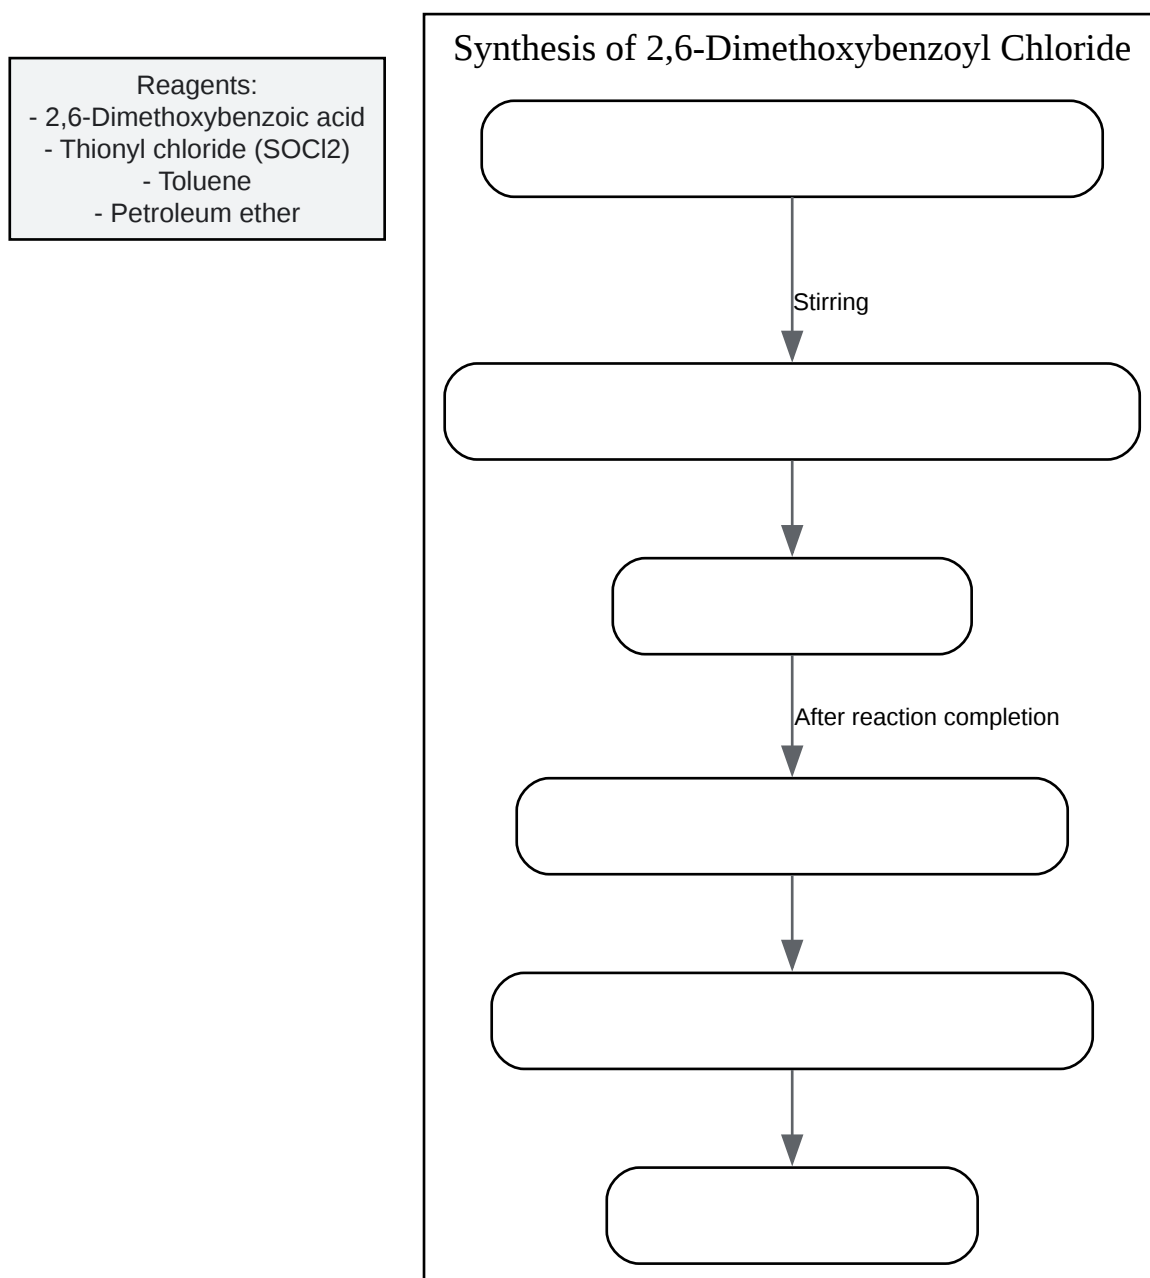 Synthesis of 2,6-Dimethoxybenzoyl Chloride
Reagents:
- 2,6-Dimethoxybenzoic acid
- Thionyl chloride (SOCl2)
- Toluene
- Petroleum ether
Stirring
After reaction completion